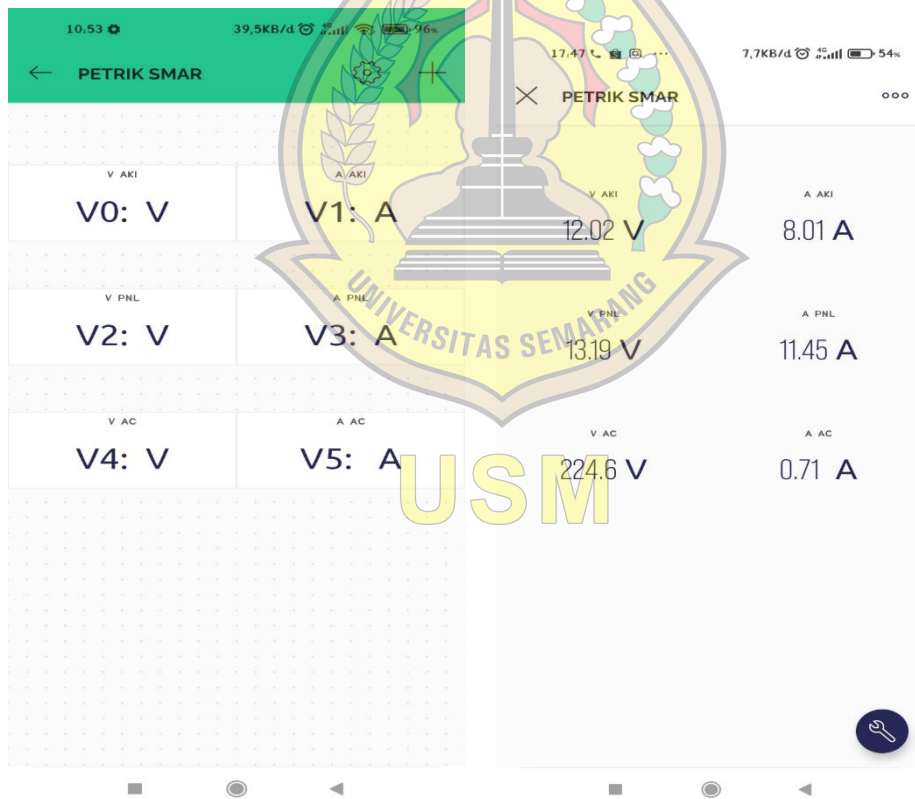 10.53 39,5KB/d 4G 96%
PETRIK SMAR
V AKI A AKI
V0: V V1: A
V PNL A PNL
V2: V V3: A
V AC A AC
V4: V V5: A
17.47 7,7KB/d 4G 54%
PETRIK SMAR
V AKI A AKI
12.02 V 8.01 A
V PNL A PNL
13.19 V 11.45 A
V AC A AC
224.6 V 0.71 A
UNIVERSITAS SEMARANG
USM